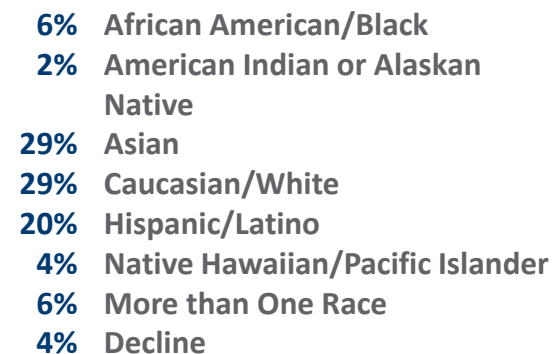 6% African American/Black
2% American Indian or Alaskan
Native
29% Asian
29% Caucasian/White
20% Hispanic/Latino
4% Native Hawaiian/Pacific Islander
6% More than One Race
4% Decline